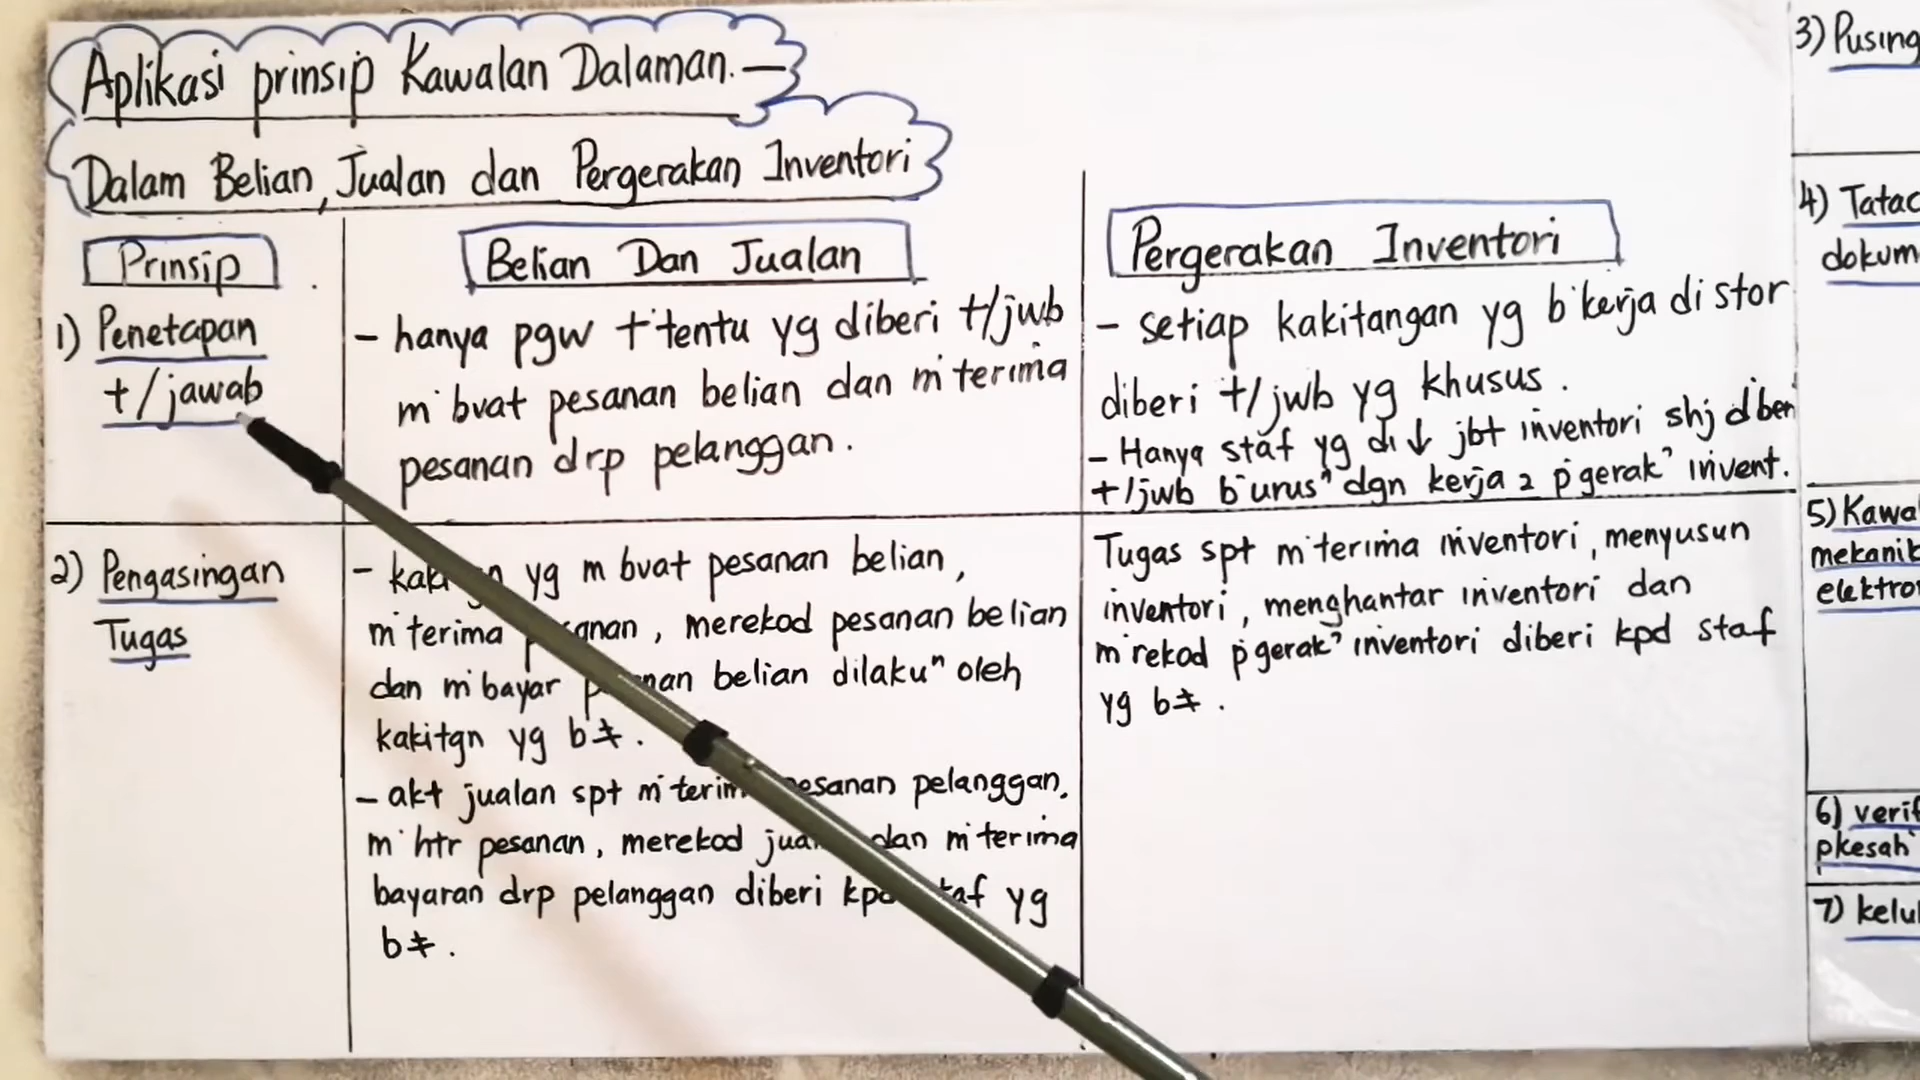 Aplikasi prinsip Kawalan Dalaman. —
Dalam Belian, Jualan dan Pergerakan Inventori
Prinsip
Belian Dan Jualan
Pergerakan Inventori
1) Penetapan
t/jawab
- hanya pgw t'tentu yg diberi t/jwb
m'buat pesanan belian dan m'terima
pesanan drp pelanggan.
- setiap kakitangan yg b'kerja di stor
diberi t/jwb yg khusus.
- Hanya staf yg di ↓ jbt inventori shj dberi
t/jwb b'urus" dgn kerja2 p'gerak" invent.
2) Pengasingan
Tugas
- yg m'buat pesanan belian,
m'terima , merekod pesanan belian
dan m'bayar belian dilaku" oleh
kakitgn yg b≠.
- akt jualan spt pesanan pelanggan,
m'htr pesanan, merekod dan m'terima
bayaran drp pelanggan diberi yg
b≠.
Tugas spt m'terima inventori, menyusun
inventori, menghantar inventori dan
m'rekod p'gerak" inventori diberi kpd staf
yg b≠.
3) Pusing
4) Tatac
dokum
5) Kawa
mekanik
elektro
6) verif
pkesah
7) kelu